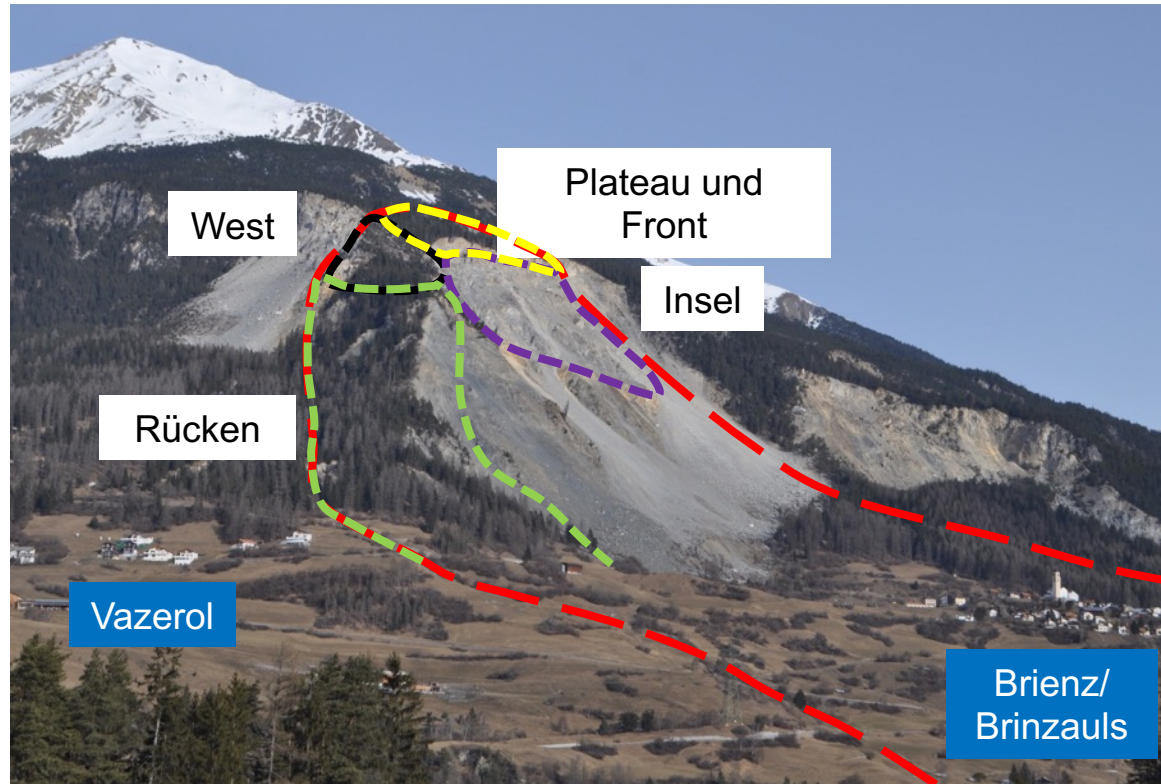 Plateau und
Front
West
Insel
Rücken
Vazerol
Brienz/
Brinzauls